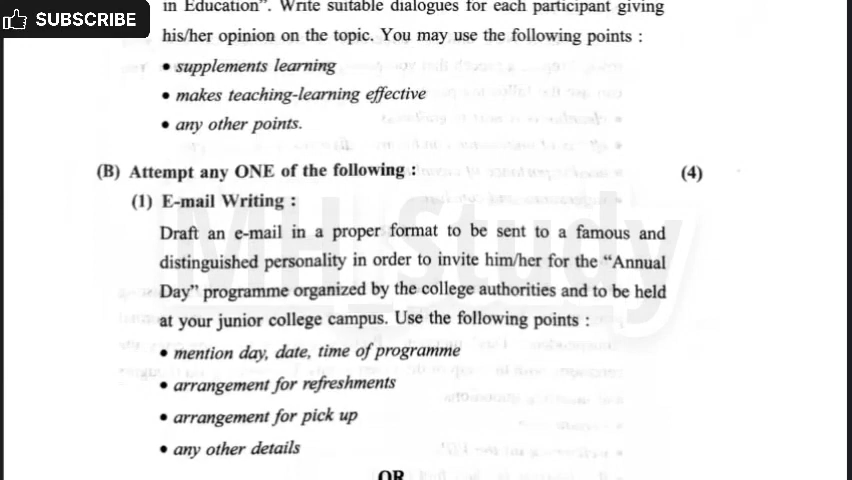 SUBSCRIBE
in Education". Write suitable dialogues for each participant giving
his/her opinion on the topic. You may use the following points :
• supplements learning
• makes teaching-learning effective
• any other points.
(B) Attempt any ONE of the following : (4)
(1) E-mail Writing :
Draft an e-mail in a proper format to be sent to a famous and
distinguished personality in order to invite him/her for the "Annual
Day" programme organized by the college authorities and to be held
at your junior college campus. Use the following points :
• mention day, date, time of programme
• arrangement for refreshments
• arrangement for pick up
• any other details
OR
MH Study